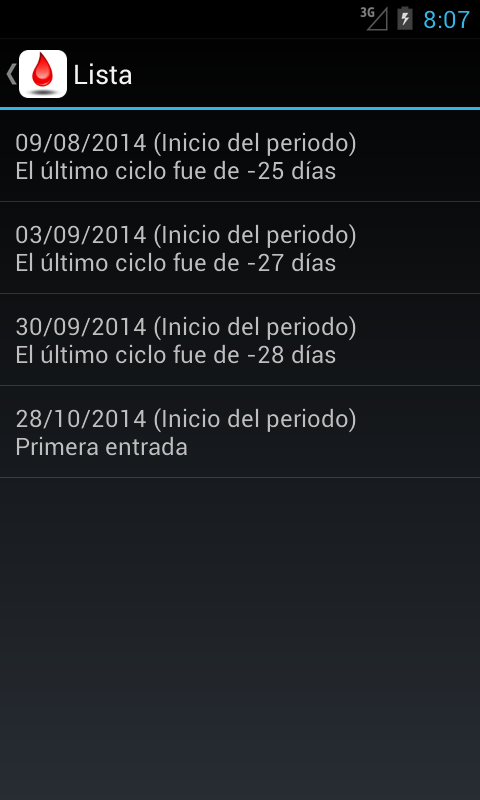 3G
8:07
Lista
09/08/2014 (Inicio del periodo)
El último ciclo fue de -25 días
03/09/2014 (Inicio del periodo)
El último ciclo fue de -27 días
30/09/2014 (Inicio del periodo)
El último ciclo fue de -28 días
28/10/2014 (Inicio del periodo)
Primera entrada